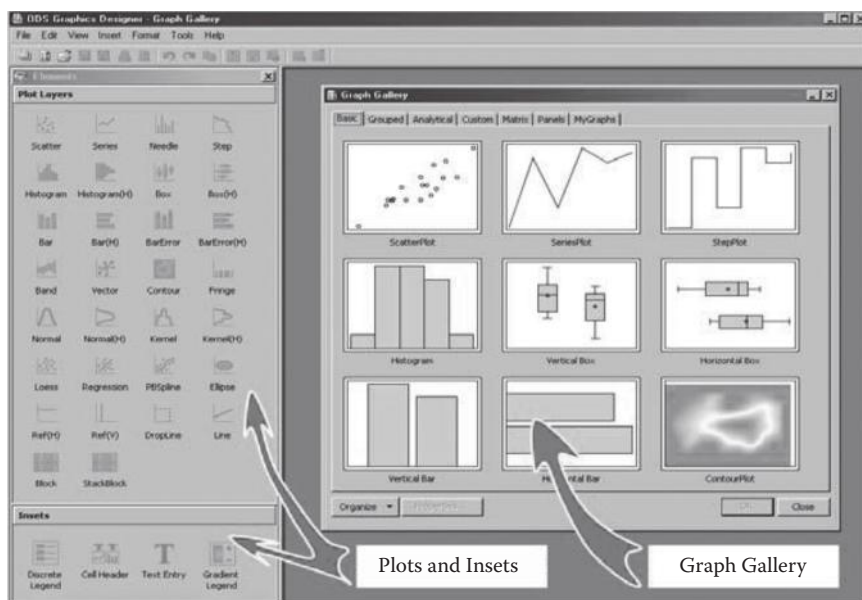 ODS Graphics Designer - Graph Gallery
File Edit View Insert Format Tools Help
Elements
Plot Layers
Scatter Series Needle Step
Histogram Histogram(H) Box Box(H)
Bar Bar(H) BarError BarError(H)
Band Vector Contour Fringe
Normal Normal(H) Kernel Kernel(H)
Loess Regression PBSpline Ellipse
Ref(H) Ref(V) DropLine Line
Block StackBlock
Insets
Discrete Legend Cell Header Text Entry Gradient Legend
Graph Gallery
Basic Grouped Analytical Custom Matrix Panels MyGraphs
ScatterPlot SeriesPlot StepPlot
Histogram Vertical Box Horizontal Box
Vertical Bar Horizontal Bar ContourPlot
Organize Properties... OK Close
Plots and Insets
Graph Gallery